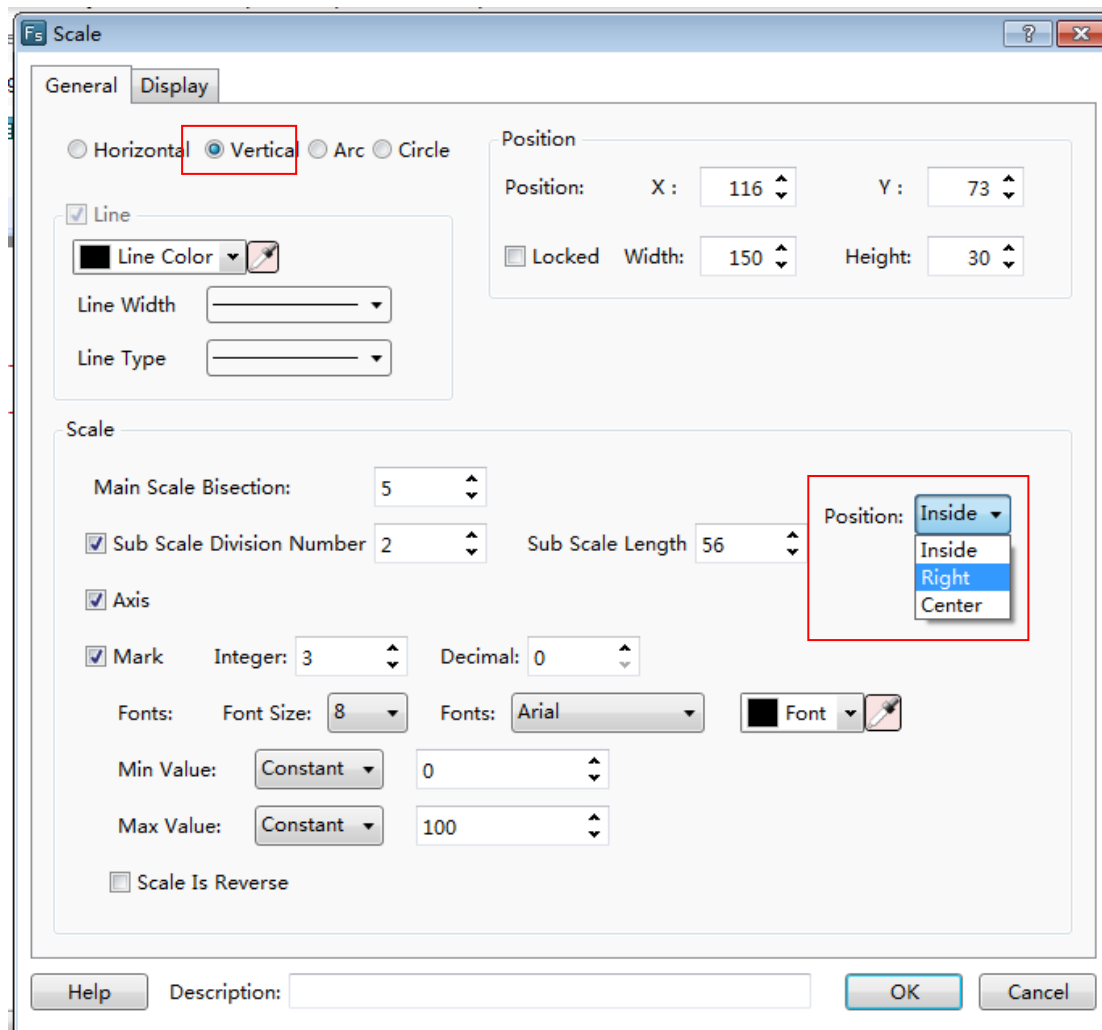 Fs Scale
General Display
Horizontal Vertical Arc Circle
Position
Position: X : 116 Y : 73
Line
Line Color
Locked Width: 150 Height: 30
Line Width
Line Type
Scale
Main Scale Bisection: 5
Position: Inside
Sub Scale Division Number 2 Sub Scale Length 56
Inside
Right
Center
Axis
Mark Integer: 3 Decimal: 0
Fonts: Font Size: 8 Fonts: Arial Font
Min Value: Constant 0
Max Value: Constant 100
Scale Is Reverse
Help Description: OK Cancel